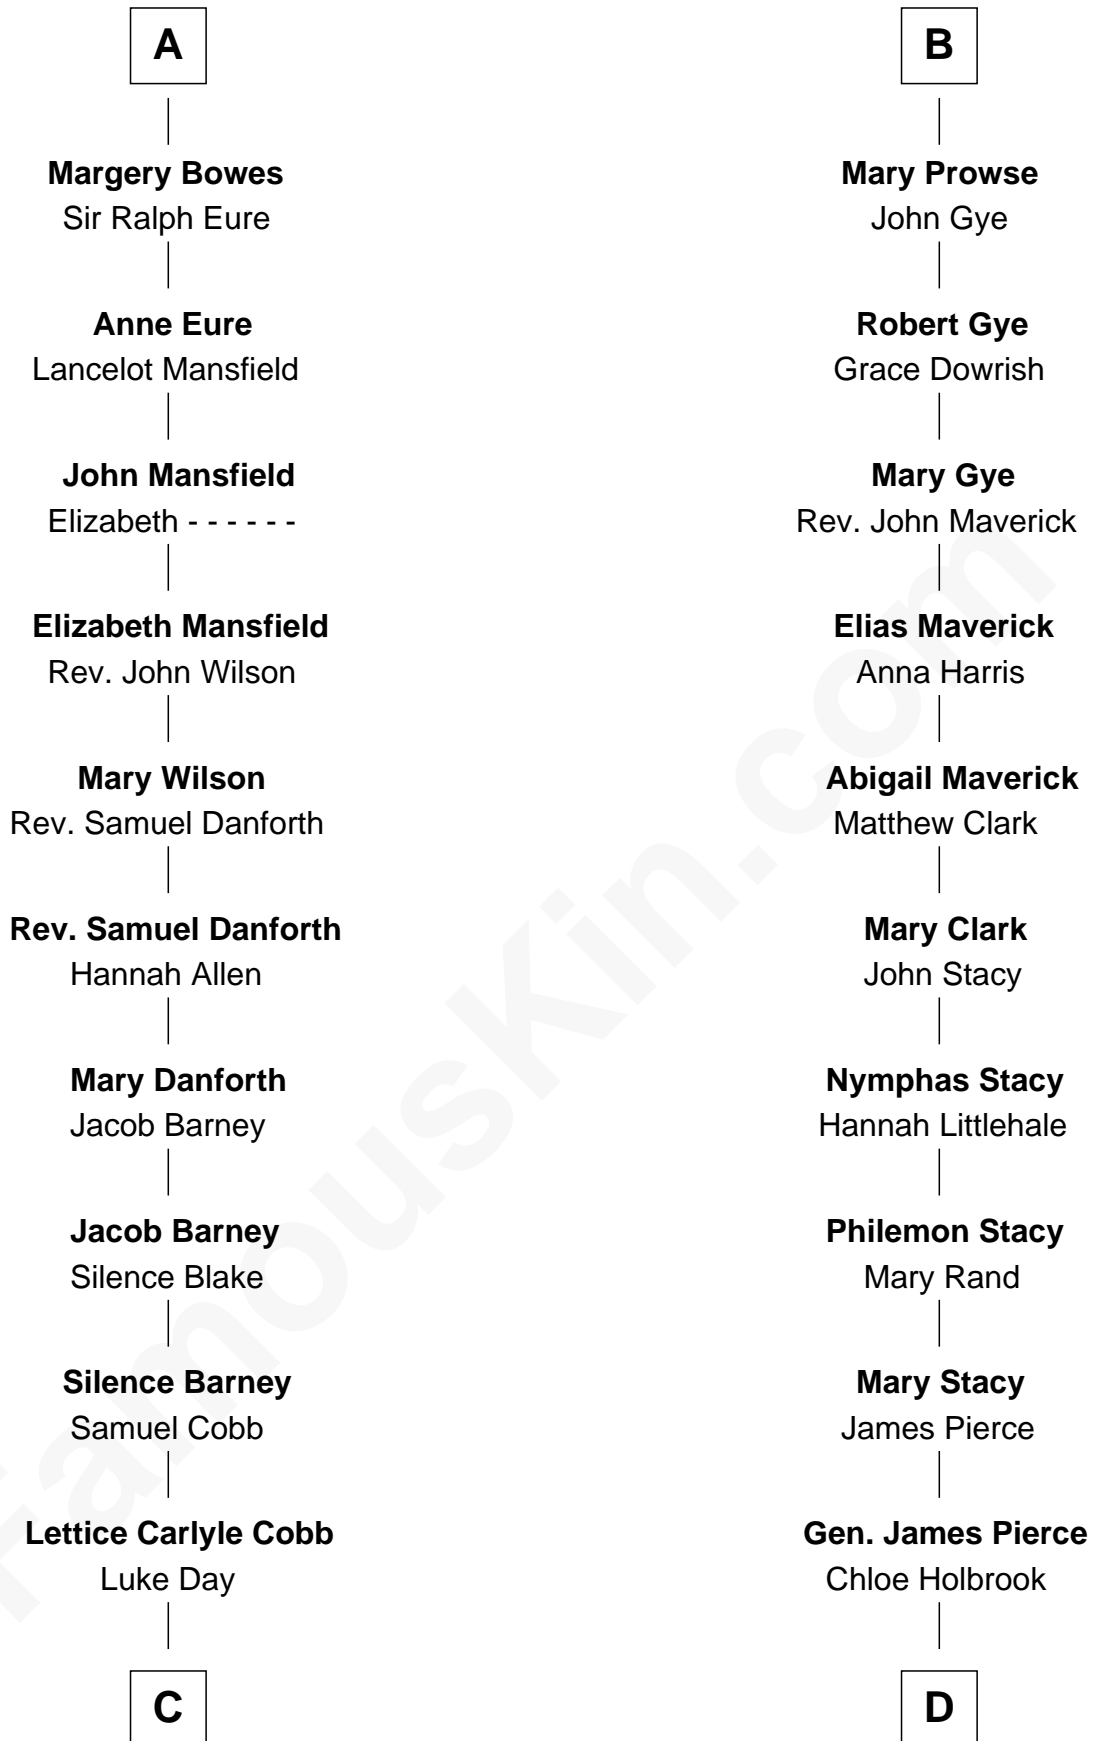 A
Margery Bowes
Sir Ralph Eure
Anne Eure
Lancelot Mansfield
John Mansfield
Elizabeth - - - - - -
Elizabeth Mansfield
Rev. John Wilson
Mary Wilson
Rev. Samuel Danforth
Rev. Samuel Danforth
Hannah Allen
Mary Danforth
Jacob Barney
Jacob Barney
Silence Blake
Silence Barney
Samuel Cobb
Lettice Carlyle Cobb
Luke Day
C
B
Mary Prowse
John Gye
Robert Gye
Grace Dowrish
Mary Gye
Rev. John Maverick
Elias Maverick
Anna Harris
Abigail Maverick
Matthew Clark
Mary Clark
John Stacy
Nymphas Stacy
Hannah Littlehale
Philemon Stacy
Mary Rand
Mary Stacy
James Pierce
Gen. James Pierce
Chloe Holbrook
D
FamousKin.com